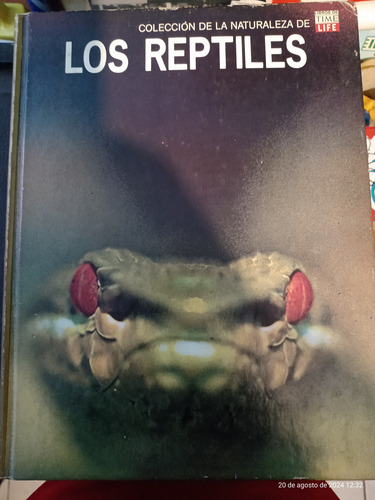 COLECCIÓN DE LA NATURALEZA DE
TIME
LIFE
LOS REPTILES
20 de agosto de 2024 12:32